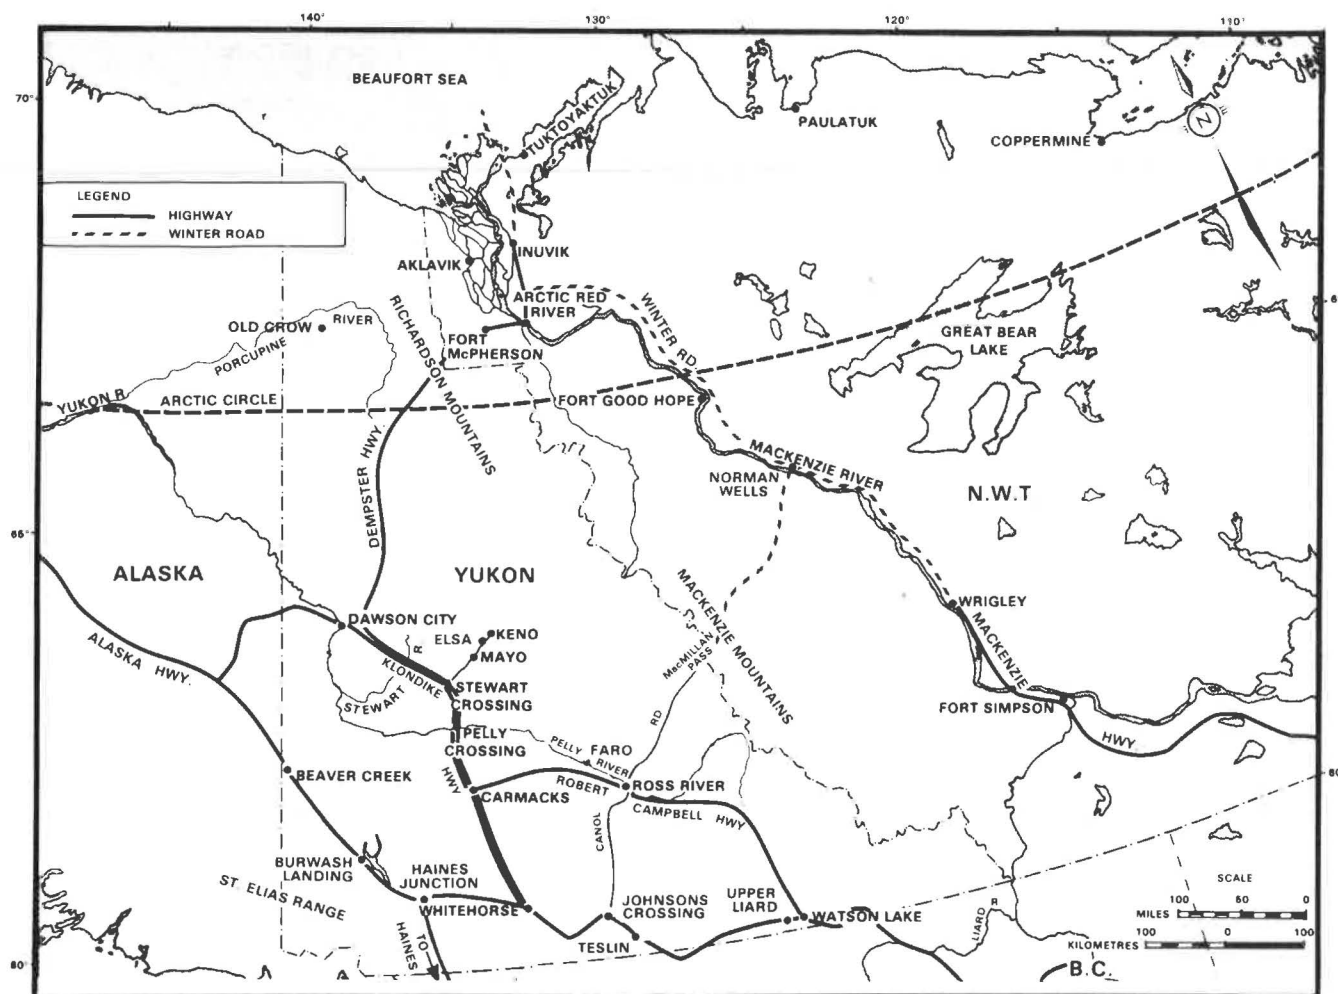 140°
130°
120°
110°
BEAUFORT SEA
70°
TUKTOYAKTUK
PAULATUK
COPPERMINE
N
LEGEND
HIGHWAY
WINTER ROAD
INUVIK
AKLAVIK
ARCTIC RED
RIVER
OLD CROW
RIVER
PORCUPINE
RICHARDSON MOUNTAINS
FORT
McPHERSON
WINTER RD.
GREAT BEAR
LAKE
YUKON R.
ARCTIC CIRCLE
FORT GOOD HOPE
DEMPSTER HWY.
MACKENZIE RIVER
NORMAN
WELLS
N.W.T
65°
ALASKA
YUKON
MACKENZIE MOUNTAINS
WRIGLEY
DAWSON CITY
KENO
ELSA
MAYO
ALASKA HWY.
KLONDIKE
R
STEWART
STEWART
CROSSING
MacMILLAN
PASS
MACKENZIE
FORT SIMPSON
HWY.
PELLY
CROSSING
PELLY
RIVER
FARO
RD
BEAVER CREEK
HWY
CARMACKS
ROBERT
ROSS RIVER
CAMPBELL HWY
60
CANOL
BURWASH
LANDING
HAINES
JUNCTION
ST. ELIAS RANGE
WHITEHORSE
JOHNSONS
CROSSING
UPPER
LIARD
WATSON LAKE
TESLIN
TO
HAINES
LIARD
R
SCALE
100 50 0
MILES
100 0 100
KILOMETRES
B.C.